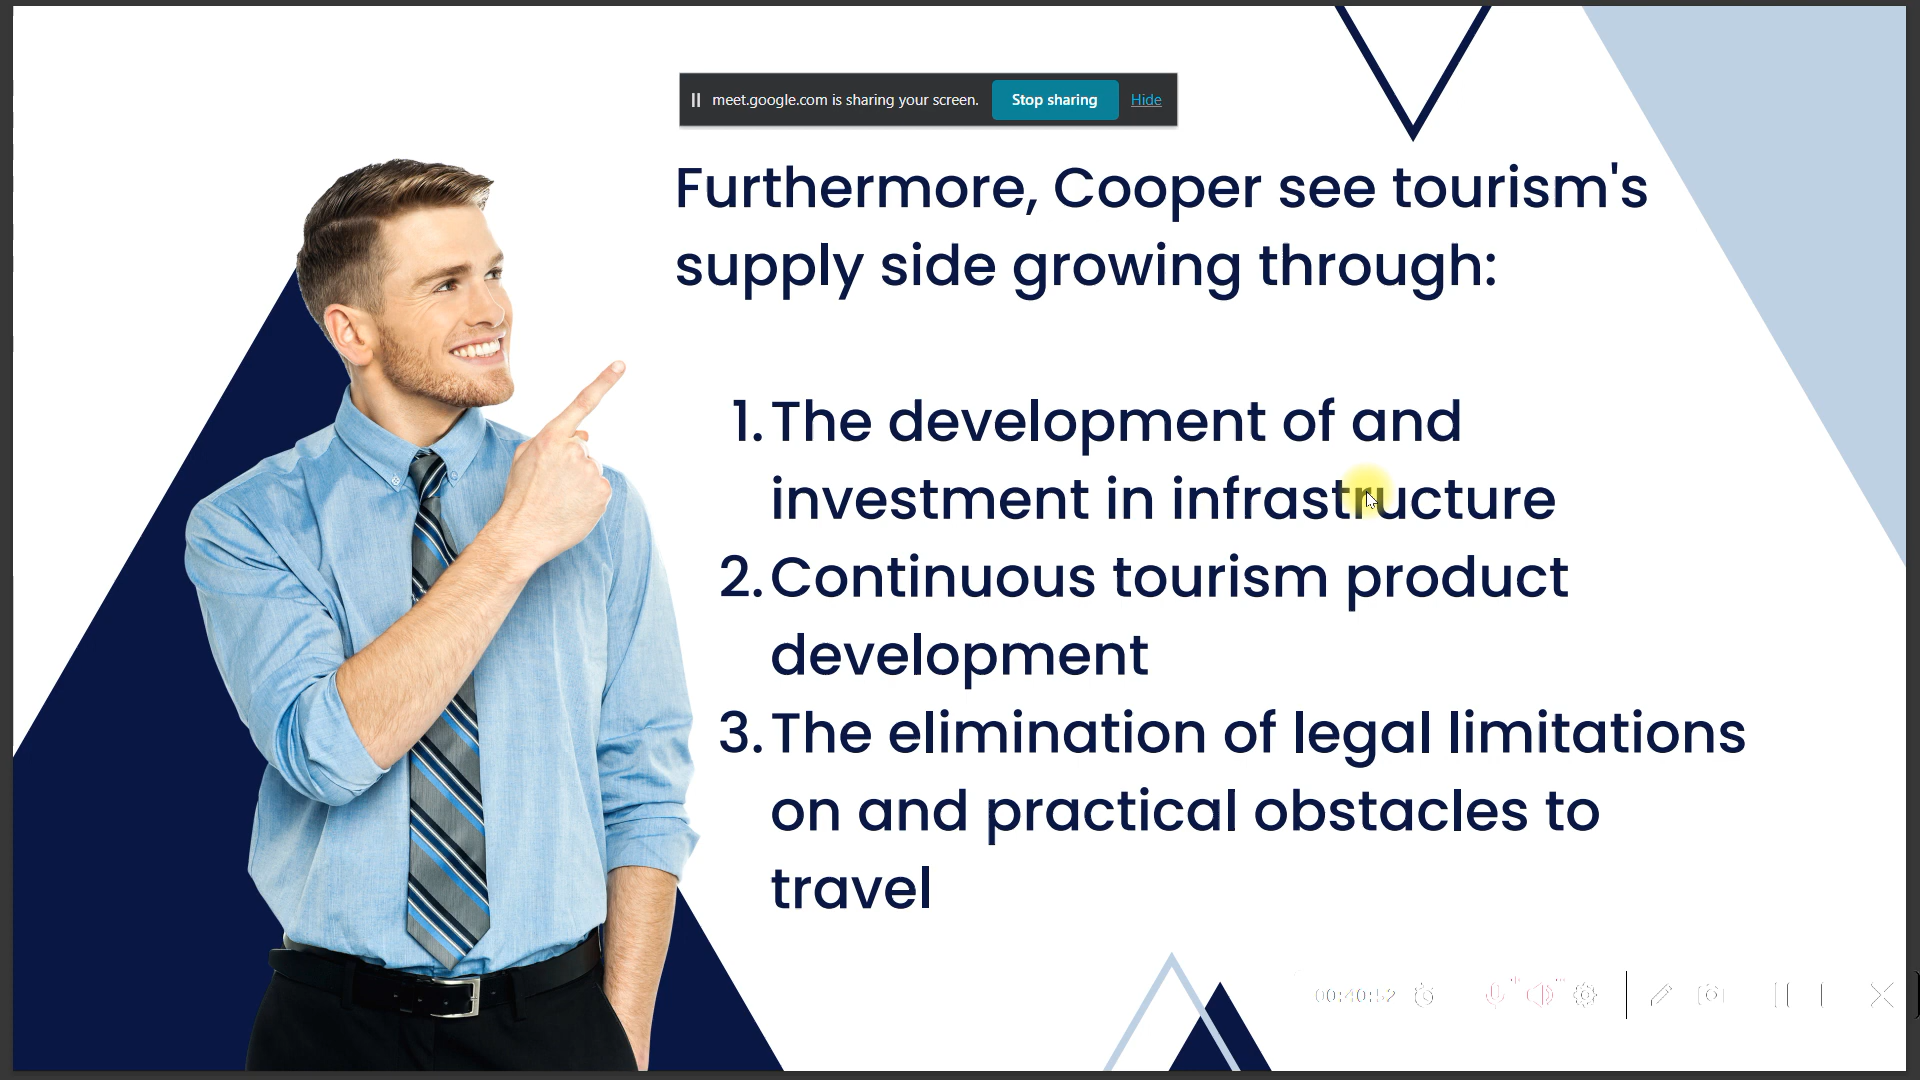 meet.google.com is sharing your screen. Stop sharing Hide
Furthermore, Cooper see tourism's
supply side growing through:
1. The development of and
investment in infrastructure
2. Continuous tourism product
development
3. The elimination of legal limitations
on and practical obstacles to
travel
00:40:52